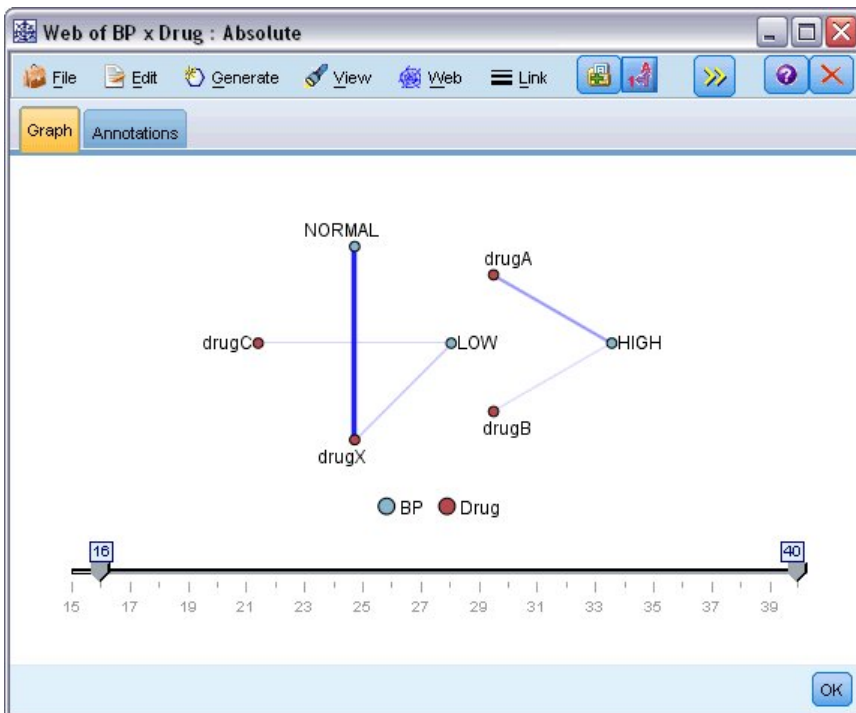 Web of BP x Drug : Absolute
File Edit Generate View Web Link
Graph Annotations
NORMAL
drugA
drugC LOW HIGH
drugB
drugX
BP Drug
16 40
15 17 19 21 23 25 27 29 31 33 35 37 39
OK